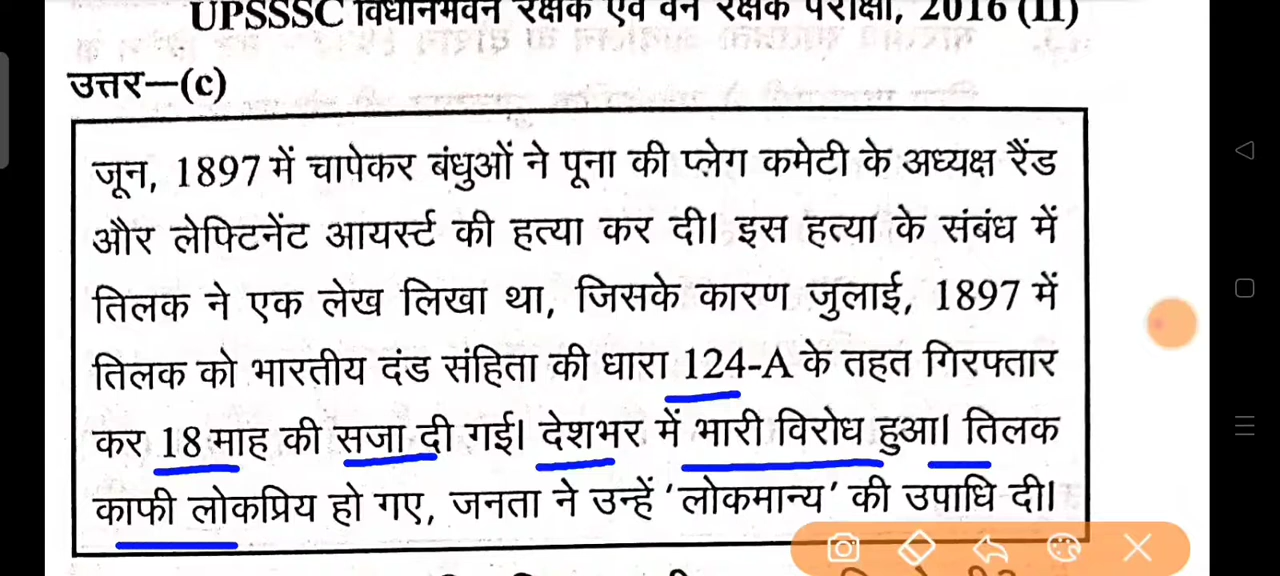 UPSSSC विधानभवन रक्षक एवं वन रक्षक परीक्षा, 2016 (II)
उत्तर–(c)
जून, 1897 में चापेकर बंधुओं ने पूना की प्लेग कमेटी के अध्यक्ष रैंड
और लेफ्टिनेंट आयर्स्ट की हत्या कर दी। इस हत्या के संबंध में
तिलक ने एक लेख लिखा था, जिसके कारण जुलाई, 1897 में
तिलक को भारतीय दंड संहिता की धारा 124-A के तहत गिरफ्तार
कर 18 माह की सजा दी गई। देशभर में भारी विरोध हुआ। तिलक
काफी लोकप्रिय हो गए, जनता ने उन्हें ‘लोकमान्य’ की उपाधि दी।